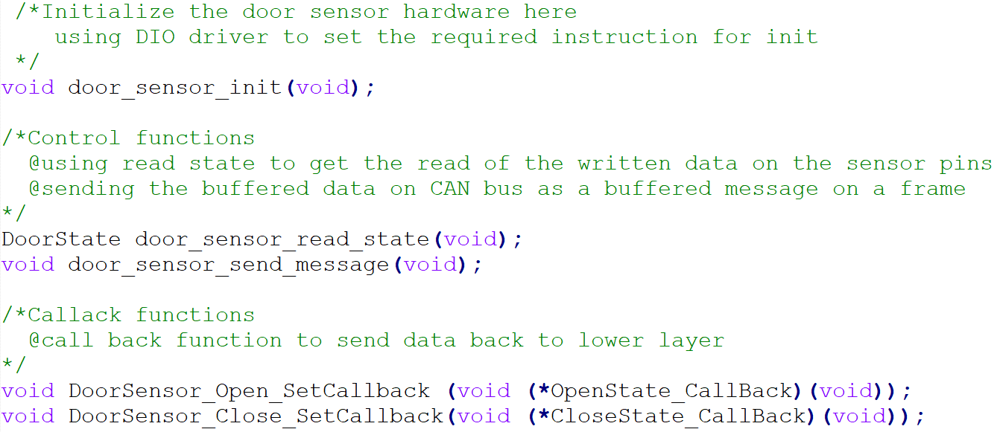 /*Initialize the door sensor hardware here
using DIO driver to set the required instruction for init
*/
void door_sensor_init(void);
/*Control functions
@using read state to get the read of the written data on the sensor pins
@sending the buffered data on CAN bus as a buffered message on a frame
*/
DoorState door_sensor_read_state(void);
void door_sensor_send_message(void);
/*Callack functions
@call back function to send data back to lower layer
*/
void DoorSensor_Open_SetCallback (void (*OpenState_CallBack)(void));
void DoorSensor_Close_SetCallback(void (*CloseState_CallBack)(void));